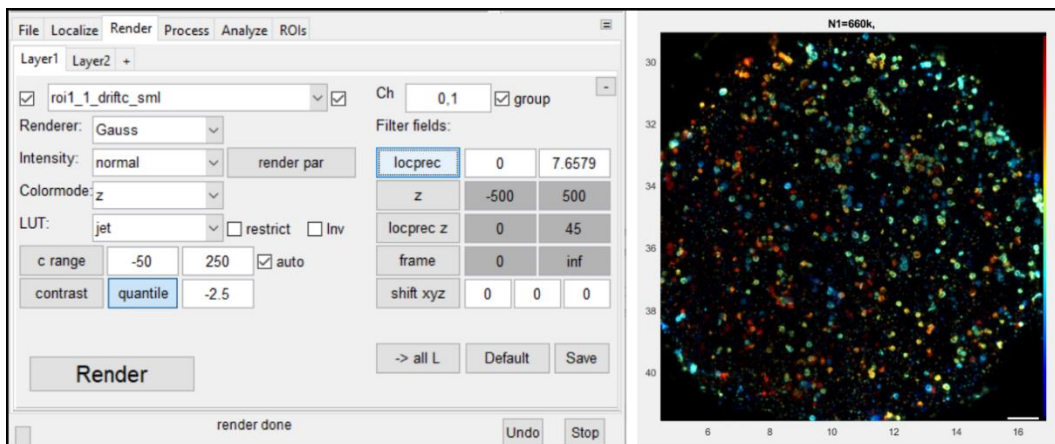 File Localize Render Process Analyze ROIs
Layer1 Layer2 +
roi1_1_driftc_sml Ch 0,1 group -
Renderer: Gauss Filter fields:
Intensity: normal render par locprec 0 7.6579
Colormode: z z -500 500
LUT: jet restrict Inv locprec z 0 45
c range -50 250 auto frame 0 inf
contrast quantile -2.5 shift xyz 0 0 0
Render -> all L Default Save
render done Undo Stop
N1=660k,
30
32
34
36
38
40
6 8 10 12 14 16